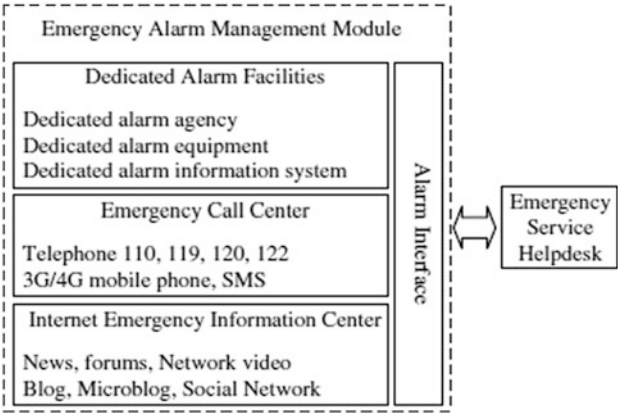 Emergency Alarm Management Module
Dedicated Alarm Facilities
Dedicated alarm agency
Dedicated alarm equipment
Dedicated alarm information system
Emergency Call Center
Telephone 110, 119, 120, 122
3G/4G mobile phone, SMS
Internet Emergency Information Center
News, forums, Network video
Blog, Microblog, Social Network
Alarm Interface
Emergency
Service
Helpdesk